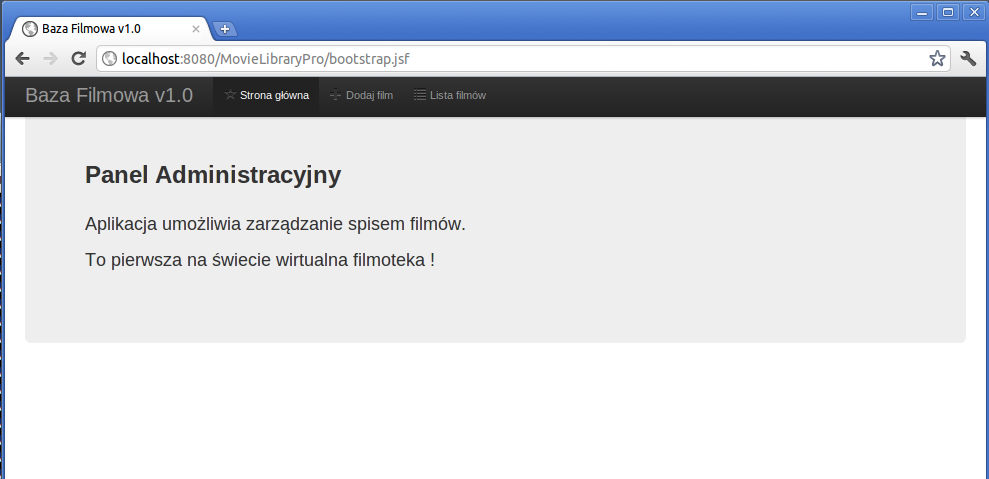 Baza Filmowa v1.0
localhost:8080/MovieLibraryPro/bootstrap.jsf
Baza Filmowa v1.0 Strona główna Dodaj film Lista filmów
Panel Administracyjny
Aplikacja umożliwia zarządzanie spisem filmów.
To pierwsza na świecie wirtualna filmoteka !